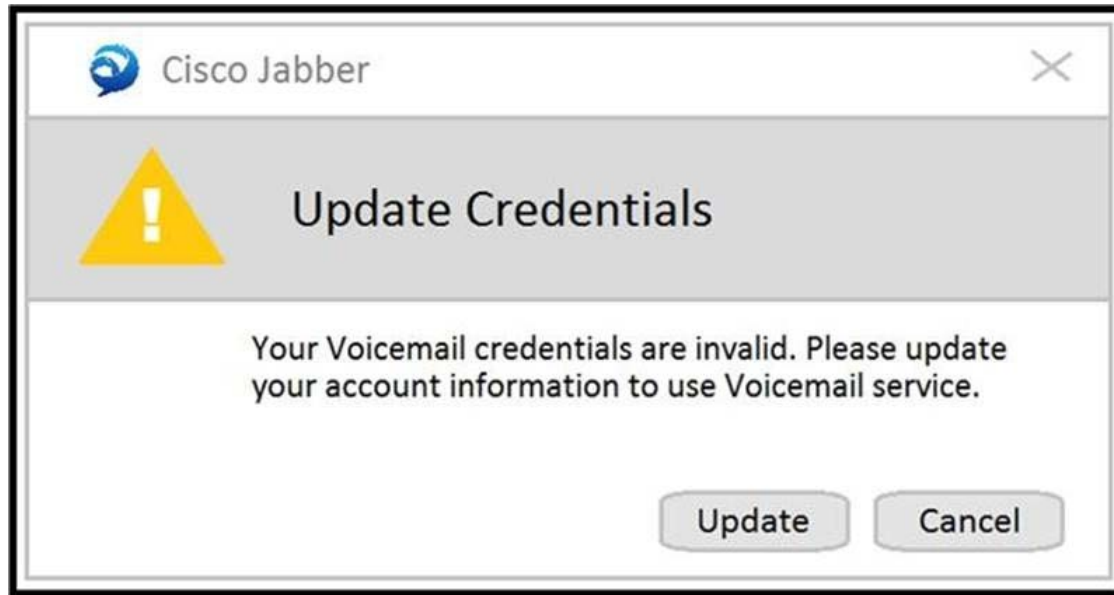 Cisco Jabber
!
Update Credentials
Your Voicemail credentials are invalid. Please update
your account information to use Voicemail service.
Update Cancel